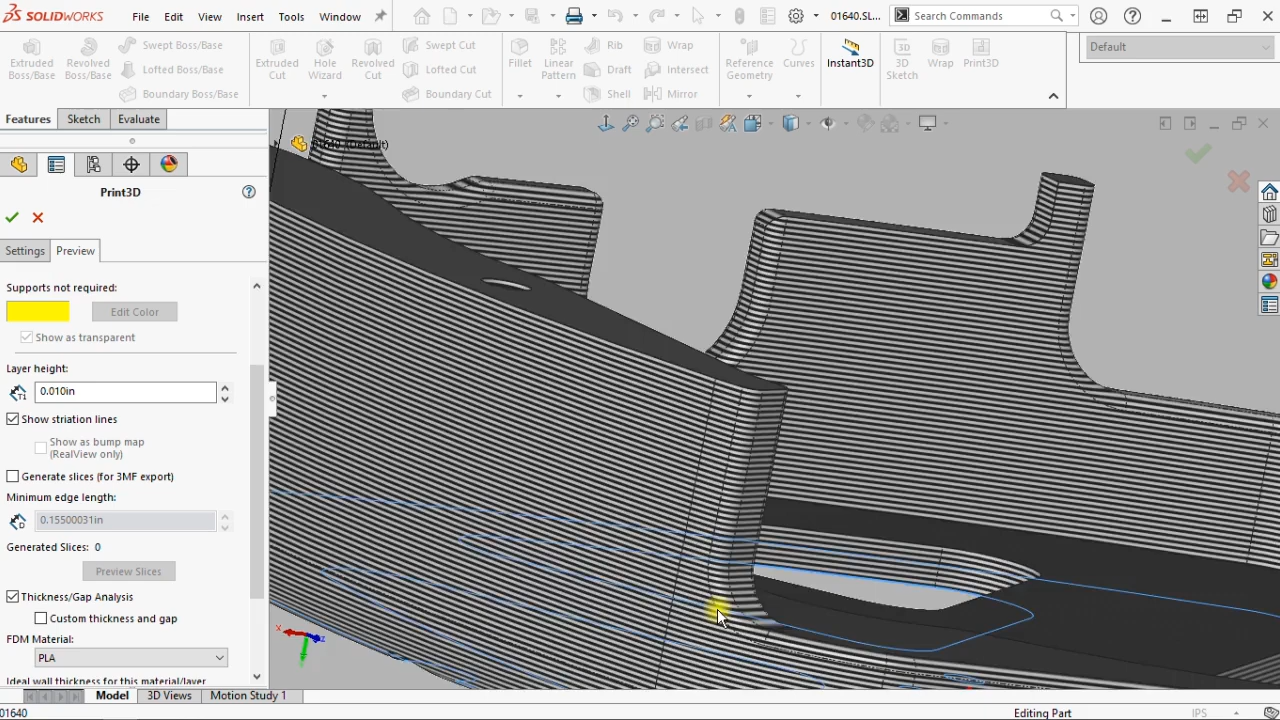 SOLIDWORKS File Edit View Insert Tools Window 01640.SL... Search Commands
Extruded Boss/Base
Revolved Boss/Base
Swept Boss/Base
Lofted Boss/Base
Boundary Boss/Base
Extruded Cut
Hole Wizard
Revolved Cut
Swept Cut
Lofted Cut
Boundary Cut
Fillet
Linear Pattern
Rib
Draft
Shell
Wrap
Intersect
Mirror
Reference Geometry
Curves
Instant3D
3D Sketch
Wrap
Print3D
Default
Features Sketch Evaluate
Print3D
Settings Preview
Supports not required:
Edit Color
Show as transparent
Layer height:
0.010in
Show striation lines
Show as bump map
(RealView only)
Generate slices (for 3MF export)
Minimum edge length:
0.15500031in
Generated Slices: 0
Preview Slices
Thickness/Gap Analysis
Custom thickness and gap
FDM Material:
PLA
Ideal wall thickness for this material/layer
X
Z
Model 3D Views Motion Study 1
01640 Editing Part IPS